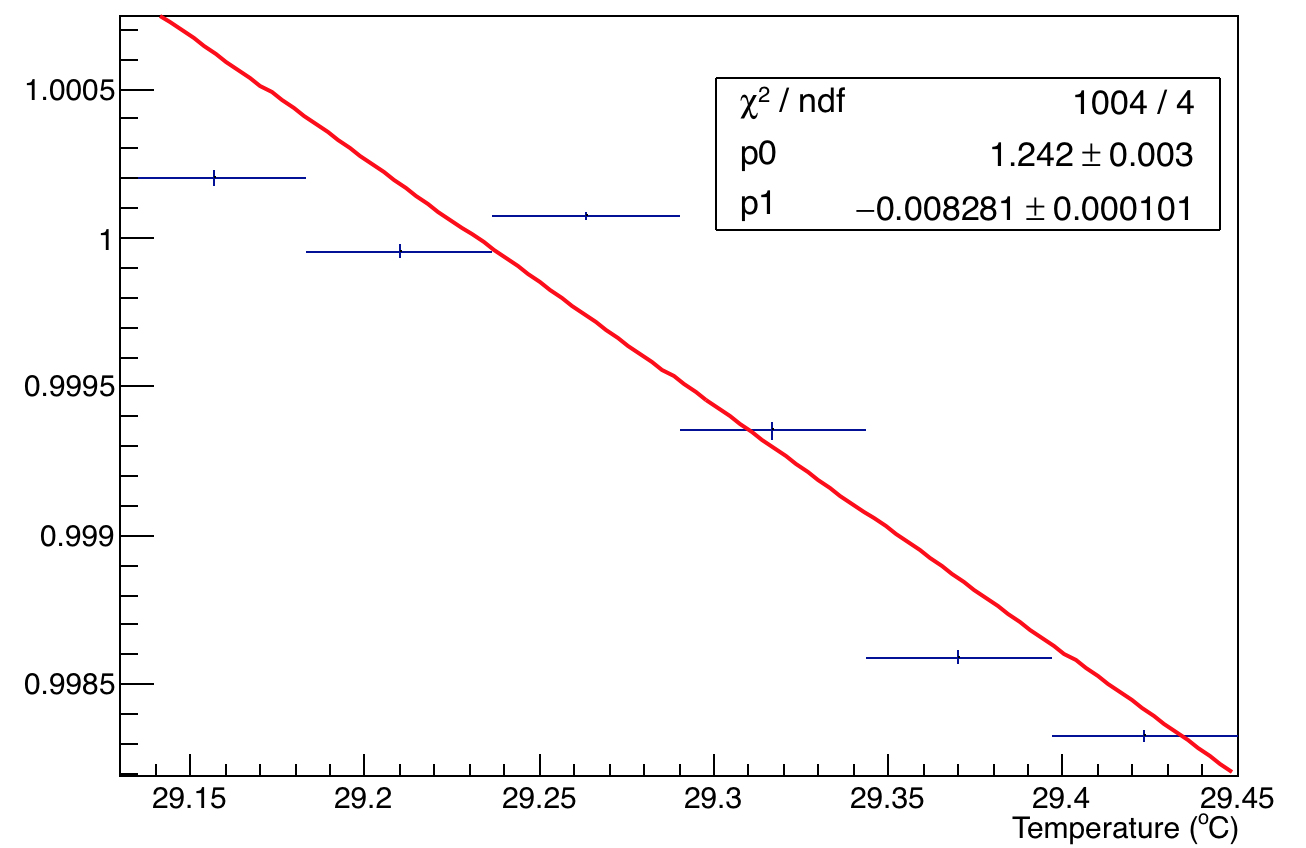 1.0005
1
0.9995
0.999
0.9985
χ² / ndf 1004 / 4
p0 1.242 ± 0.003
p1 −0.008281 ± 0.000101
29.15 29.2 29.25 29.3 29.35 29.4 29.45
Temperature (°C)